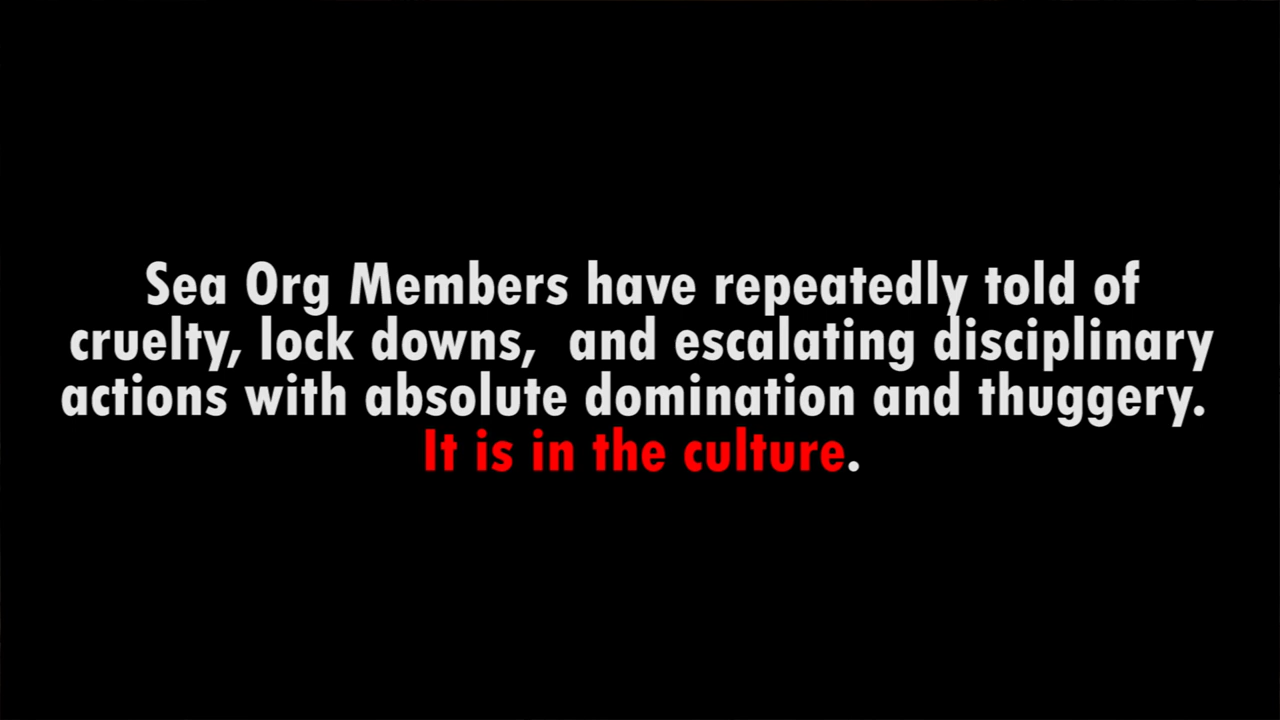 Sea Org Members have repeatedly told of
cruelty, lock downs,  and escalating disciplinary
actions with absolute domination and thuggery.
It is in the culture.